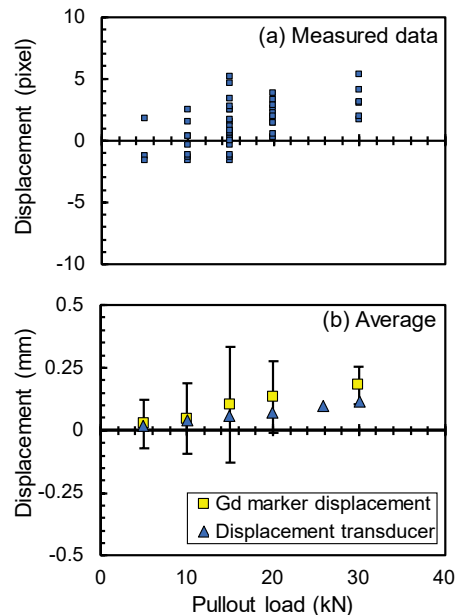 (a) Measured data
Displacement (pixel)
10
5
0
-5
-10
(b) Average
Displacement (mm)
0.5
0.25
0
-0.25
-0.5
Gd marker displacement
Displacement transducer
0 10 20 30 40
Pullout load (kN)